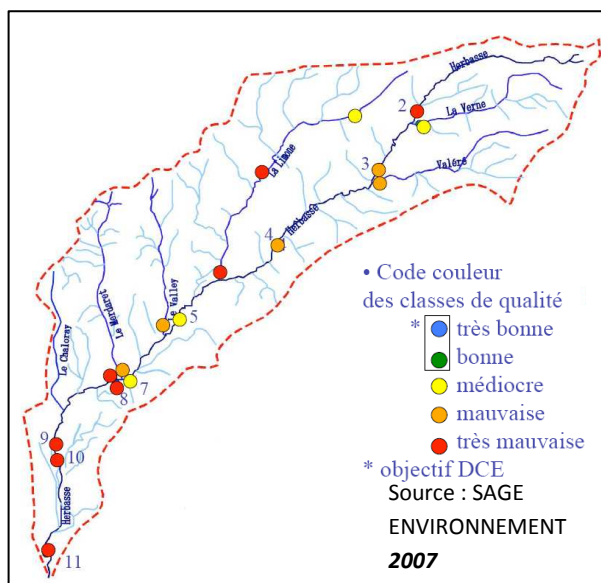 Herbasse
2
La Verne
3
Valéré
La Limone
Herbasse
4
Le Valley
5
Le Merdaret
Le Chaloray
7
8
9
10
Herbasse
11
• Code couleur
des classes de qualité
* très bonne
bonne
médiocre
mauvaise
très mauvaise
* objectif DCE
Source : SAGE
ENVIRONNEMENT
2007